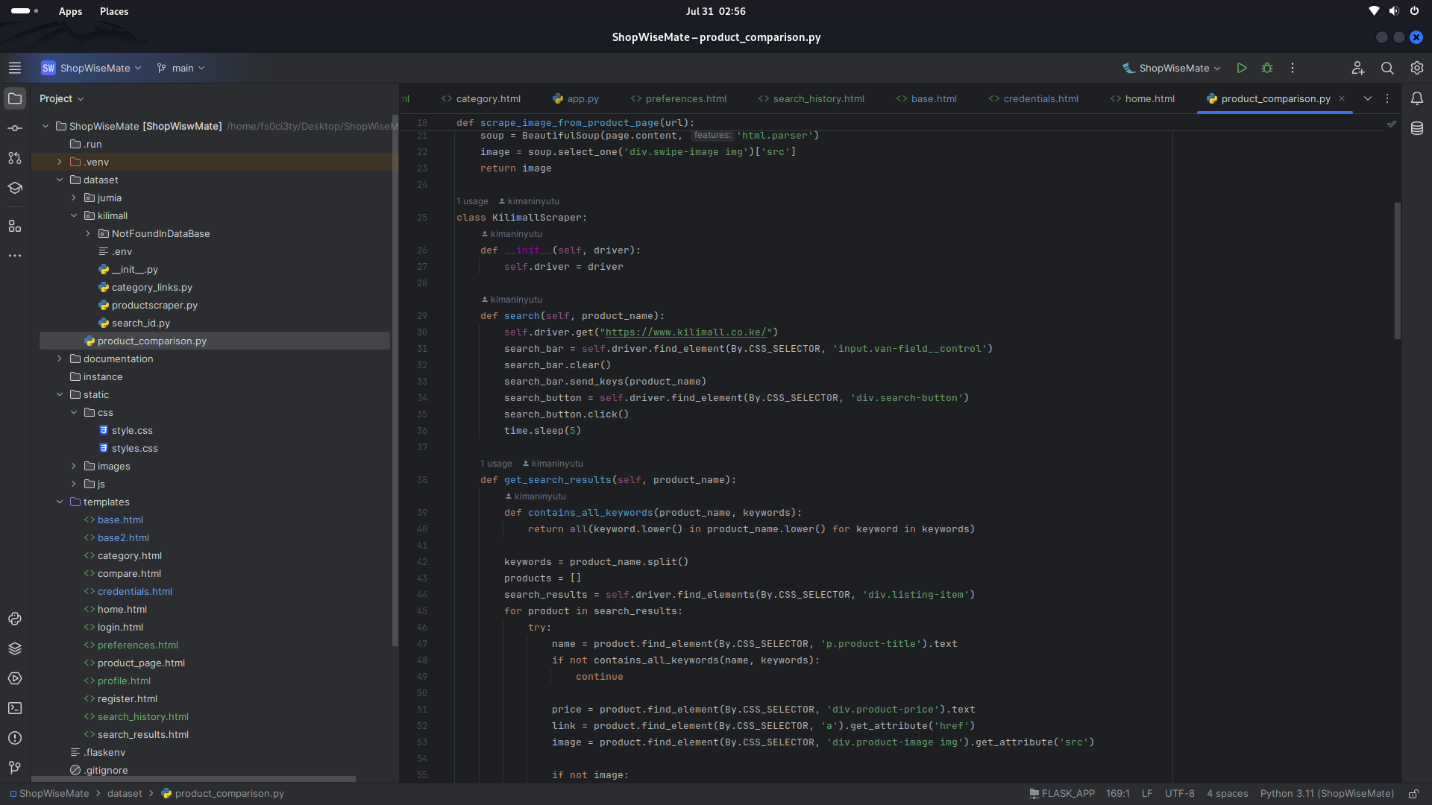 Apps Places Jul 31 02:56
ShopWiseMate – product_comparison.py
SW ShopWiseMate main ShopWiseMate
Project
ml category.html app.py preferences.html search_history.html base.html credentials.html home.html product_comparison.py
ShopWiseMate [ShopWiswMate] /home/fs0ci3ty/Desktop/ShopWiseM
.run
.venv
dataset
jumia
kilimall
NotFoundInDataBase
.env
__init__.py
category_links.py
productscraper.py
search_id.py
product_comparison.py
documentation
instance
static
css
style.css
styles.css
images
js
templates
base.html
base2.html
category.html
compare.html
credentials.html
home.html
login.html
preferences.html
product_page.html
profile.html
register.html
search_history.html
search_results.html
.flaskenv
.gitignore
18 def scrape_image_from_product_page(url):
21 soup = BeautifulSoup(page.content, features: 'html.parser')
22 image = soup.select_one('div.swipe-image img')['src']
23 return image
24
1 usage kimaninyutu
25 class KilimallScraper:
kimaninyutu
26 def __init__(self, driver):
27 self.driver = driver
28
kimaninyutu
29 def search(self, product_name):
30 self.driver.get("https://www.kilimall.co.ke/")
31 search_bar = self.driver.find_element(By.CSS_SELECTOR, 'input.van-field__control')
32 search_bar.clear()
33 search_bar.send_keys(product_name)
34 search_button = self.driver.find_element(By.CSS_SELECTOR, 'div.search-button')
35 search_button.click()
36 time.sleep(5)
37
1 usage kimaninyutu
38 def get_search_results(self, product_name):
kimaninyutu
39 def contains_all_keywords(product_name, keywords):
40 return all(keyword.lower() in product_name.lower() for keyword in keywords)
41
42 keywords = product_name.split()
43 products = []
44 search_results = self.driver.find_elements(By.CSS_SELECTOR, 'div.listing-item')
45 for product in search_results:
46 try:
47 name = product.find_element(By.CSS_SELECTOR, 'p.product-title').text
48 if not contains_all_keywords(name, keywords):
49 continue
50
51 price = product.find_element(By.CSS_SELECTOR, 'div.product-price').text
52 link = product.find_element(By.CSS_SELECTOR, 'a').get_attribute('href')
53 image = product.find_element(By.CSS_SELECTOR, 'div.product-image img').get_attribute('src')
54
55 if not image:
ShopWiseMate > dataset > product_comparison.py FLASK_APP 169:1 LF UTF-8 4 spaces Python 3.11 (ShopWiseMate)